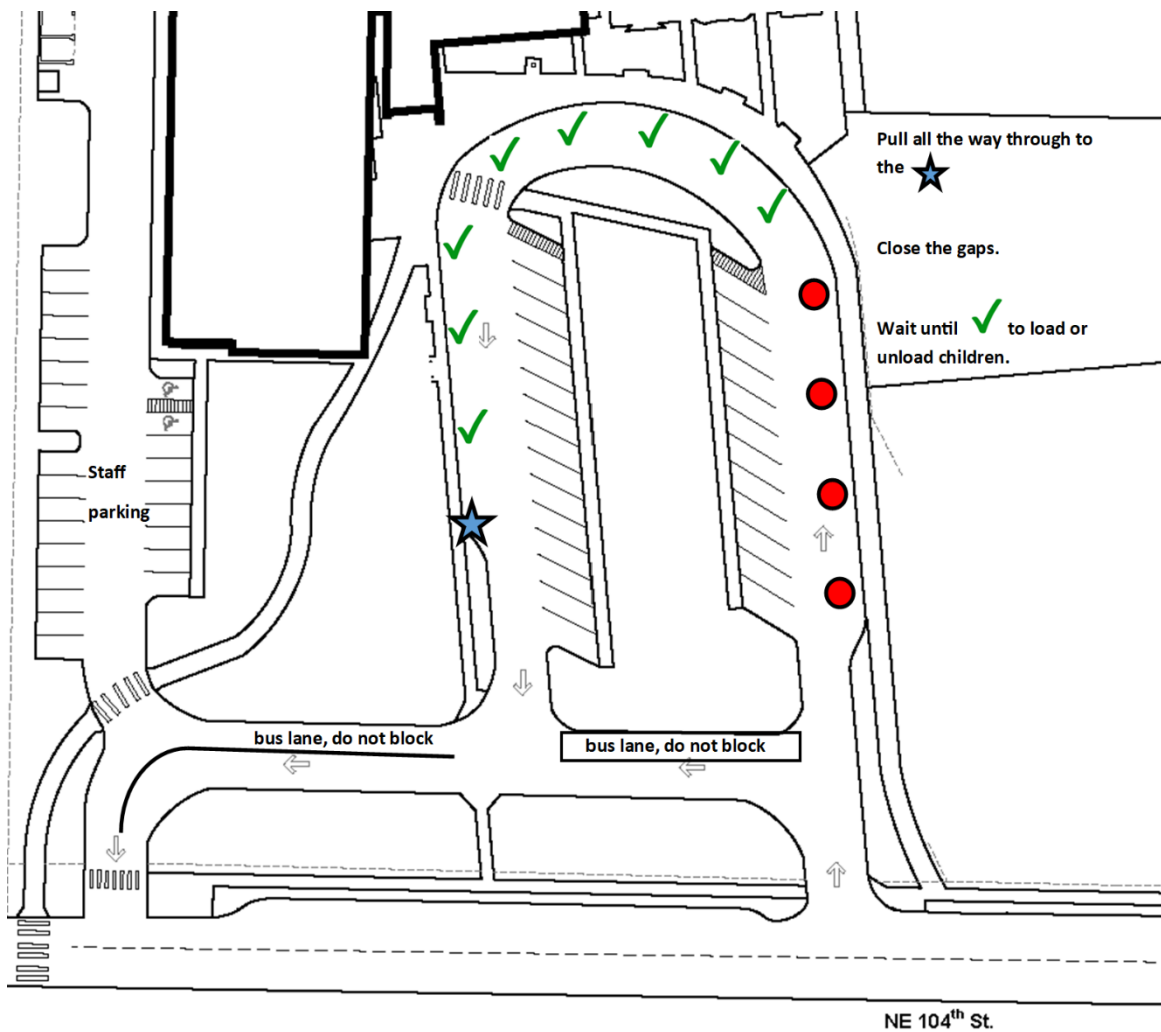 Pull all the way through to
the
Close the gaps.
Wait until to load or
unload children.
Staff
parking
bus lane, do not block
bus lane, do not block
NE 104th St.